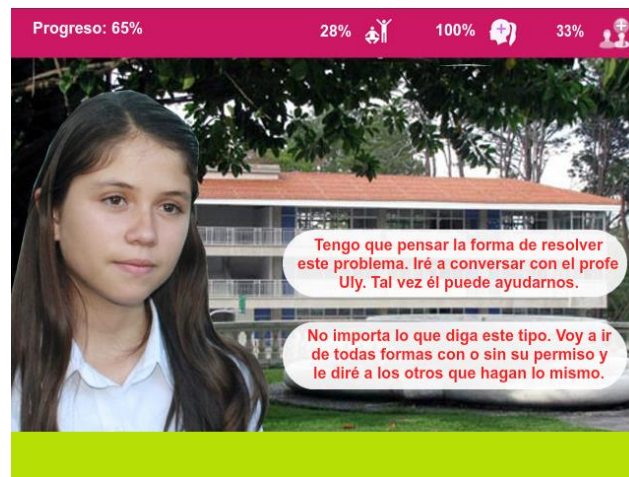 Progreso: 65% 28% 100% 33%
Tengo que pensar la forma de resolver
este problema. Iré a conversar con el profe
Uly. Tal vez él puede ayudarnos.
No importa lo que diga este tipo. Voy a ir
de todas formas con o sin su permiso y
le diré a los otros que hagan lo mismo.